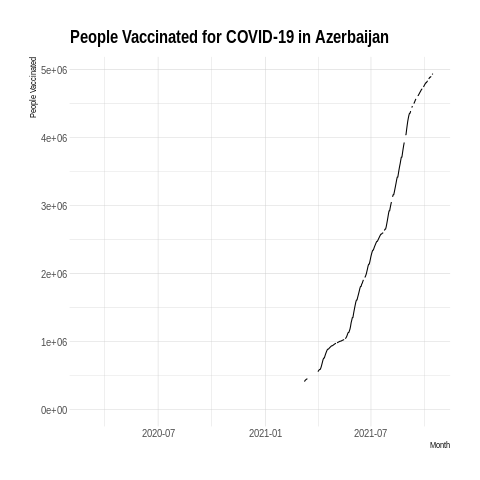 People Vaccinated for COVID-19 in Azerbaijan
People Vaccinated
5e+06
4e+06
3e+06
2e+06
1e+06
0e+00
2020-07 2021-01 2021-07
Month